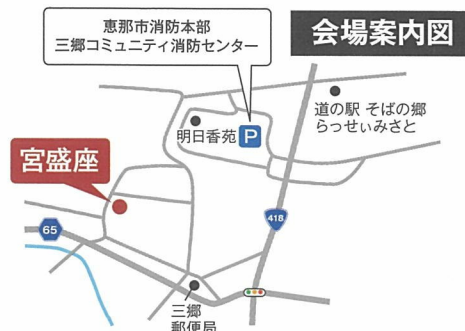 恵那市消防本部
三郷コミュニティ消防センター
会場案内図
道の駅 そばの郷
らっせぃみさと
明日香苑
P
宮盛座
65
418
三郷
郵便局